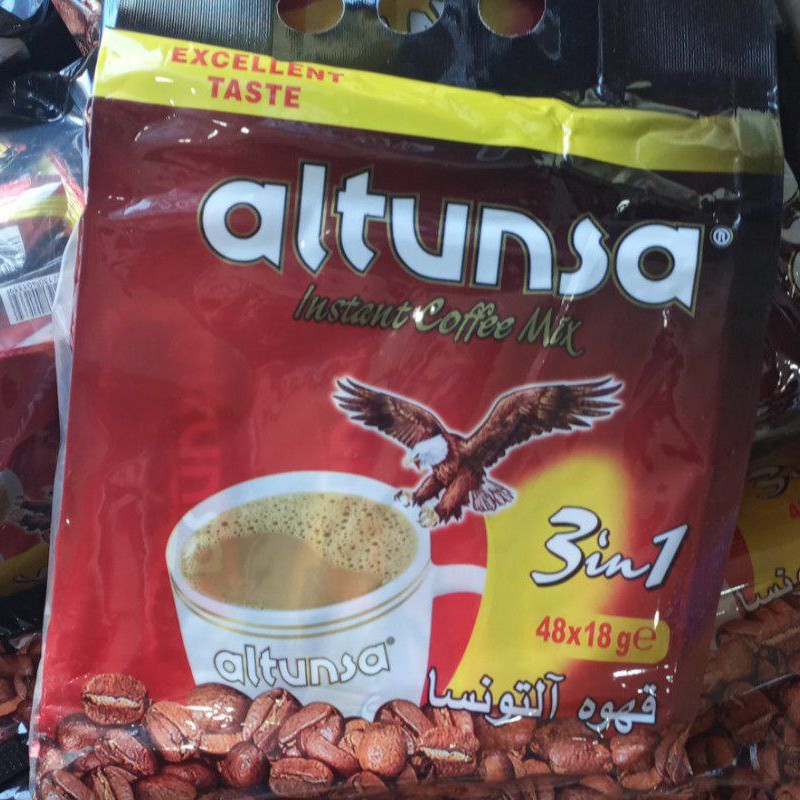 EXCELLENT
TASTE
altunsa®
Instant Coffee Mix
3in1
48x18 g℮
altunsa®
قهوه آلتونسا